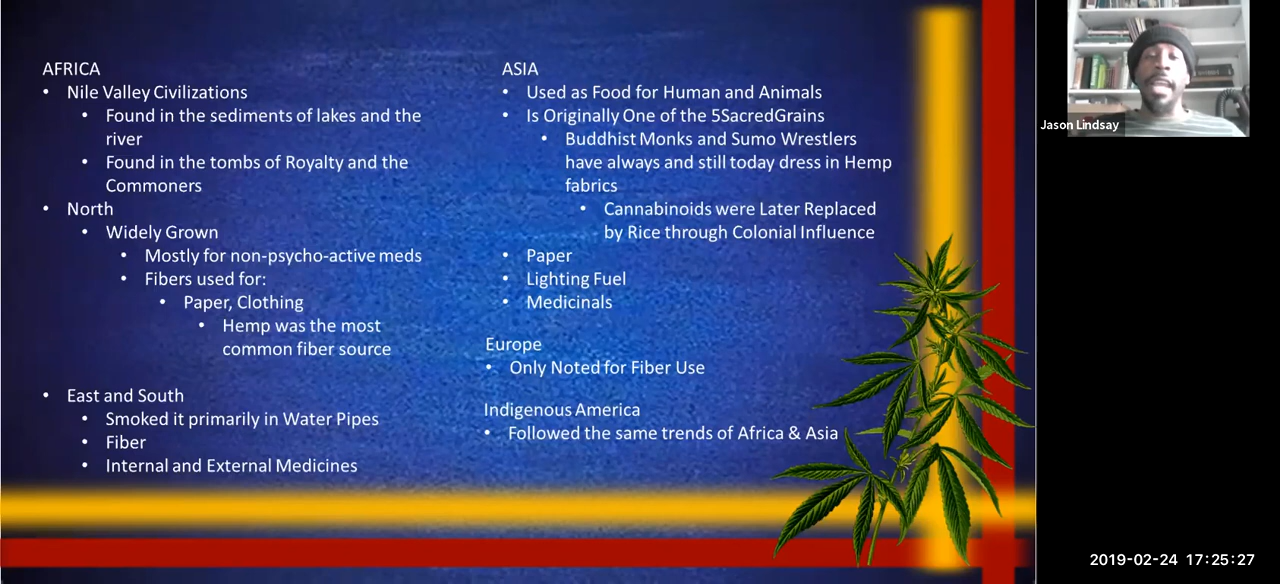 AFRICA
• Nile Valley Civilizations
• Found in the sediments of lakes and the
river
• Found in the tombs of Royalty and the
Commoners
• North
• Widely Grown
• Mostly for non-psycho-active meds
• Fibers used for:
• Paper, Clothing
• Hemp was the most
common fiber source
• East and South
• Smoked it primarily in Water Pipes
• Fiber
• Internal and External Medicines
ASIA
• Used as Food for Human and Animals
• Is Originally One of the 5SacredGrains
• Buddhist Monks and Sumo Wrestlers
have always and still today dress in Hemp
fabrics
• Cannabinoids were Later Replaced
by Rice through Colonial Influence
• Paper
• Lighting Fuel
• Medicinals
Europe
• Only Noted for Fiber Use
Indigenous America
• Followed the same trends of Africa & Asia
Jason Lindsay
2019-02-24 17:25:27